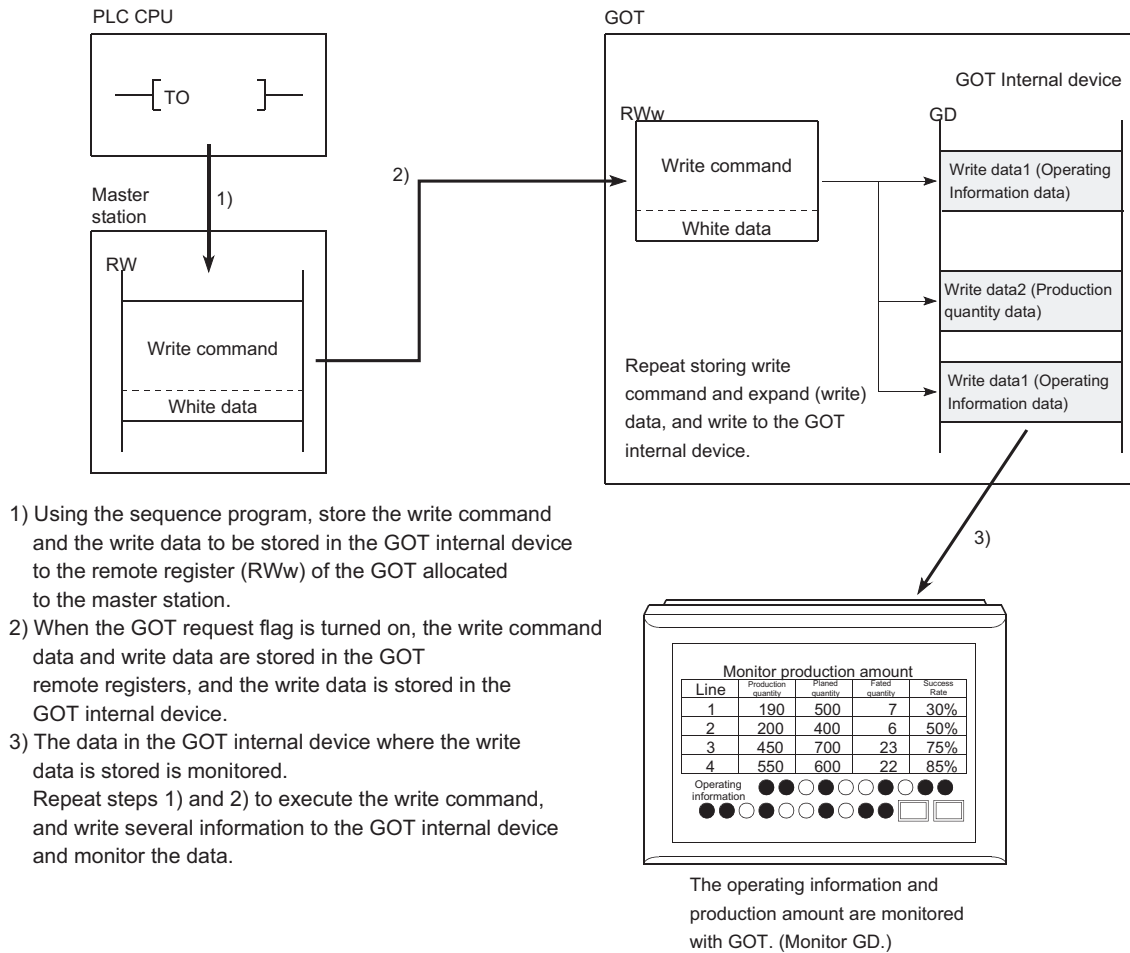 PLC CPU
TO
Master
station
1)
RW
Write command
White data
2)
GOT
GOT Internal device
RWw
GD
Write command
White data
Write data1 (Operating
Information data)
Write data2 (Production
quantity data)
Write data1 (Operating
Information data)
Repeat storing write
command and expand (write)
data, and write to the GOT
internal device.
3)
1) Using the sequence program, store the write command
and the write data to be stored in the GOT internal device
to the remote register (RWw) of the GOT allocated
to the master station.
2) When the GOT request flag is turned on, the write command
data and write data are stored in the GOT
remote registers, and the write data is stored in the
GOT internal device.
3) The data in the GOT internal device where the write
data is stored is monitored.
Repeat steps 1) and 2) to execute the write command,
and write several information to the GOT internal device
and monitor the data.
Monitor production amount
Line Production quantity Planed quantity Fated quantity Success Rate
1 190 500 7 30%
2 200 400 6 50%
3 450 700 23 75%
4 550 600 22 85%
Operating
information
The operating information and
production amount are monitored
with GOT. (Monitor GD.)